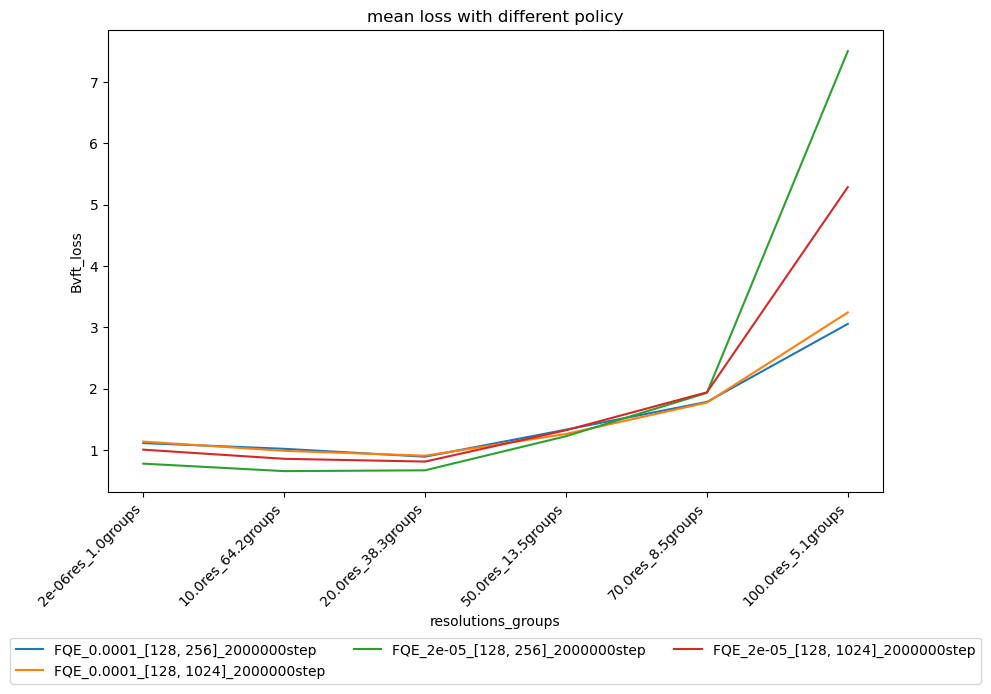 mean loss with different policy
7
6
5
4
3
2
1
Bvft_loss
2e-06res_1.0groups
10.0res_64.2groups
20.0res_38.3groups
50.0res_13.5groups
70.0res_8.5groups
100.0res_5.1groups
resolutions_groups
FQE_0.0001_[128, 256]_2000000step
FQE_0.0001_[128, 1024]_2000000step
FQE_2e-05_[128, 256]_2000000step
FQE_2e-05_[128, 1024]_2000000step